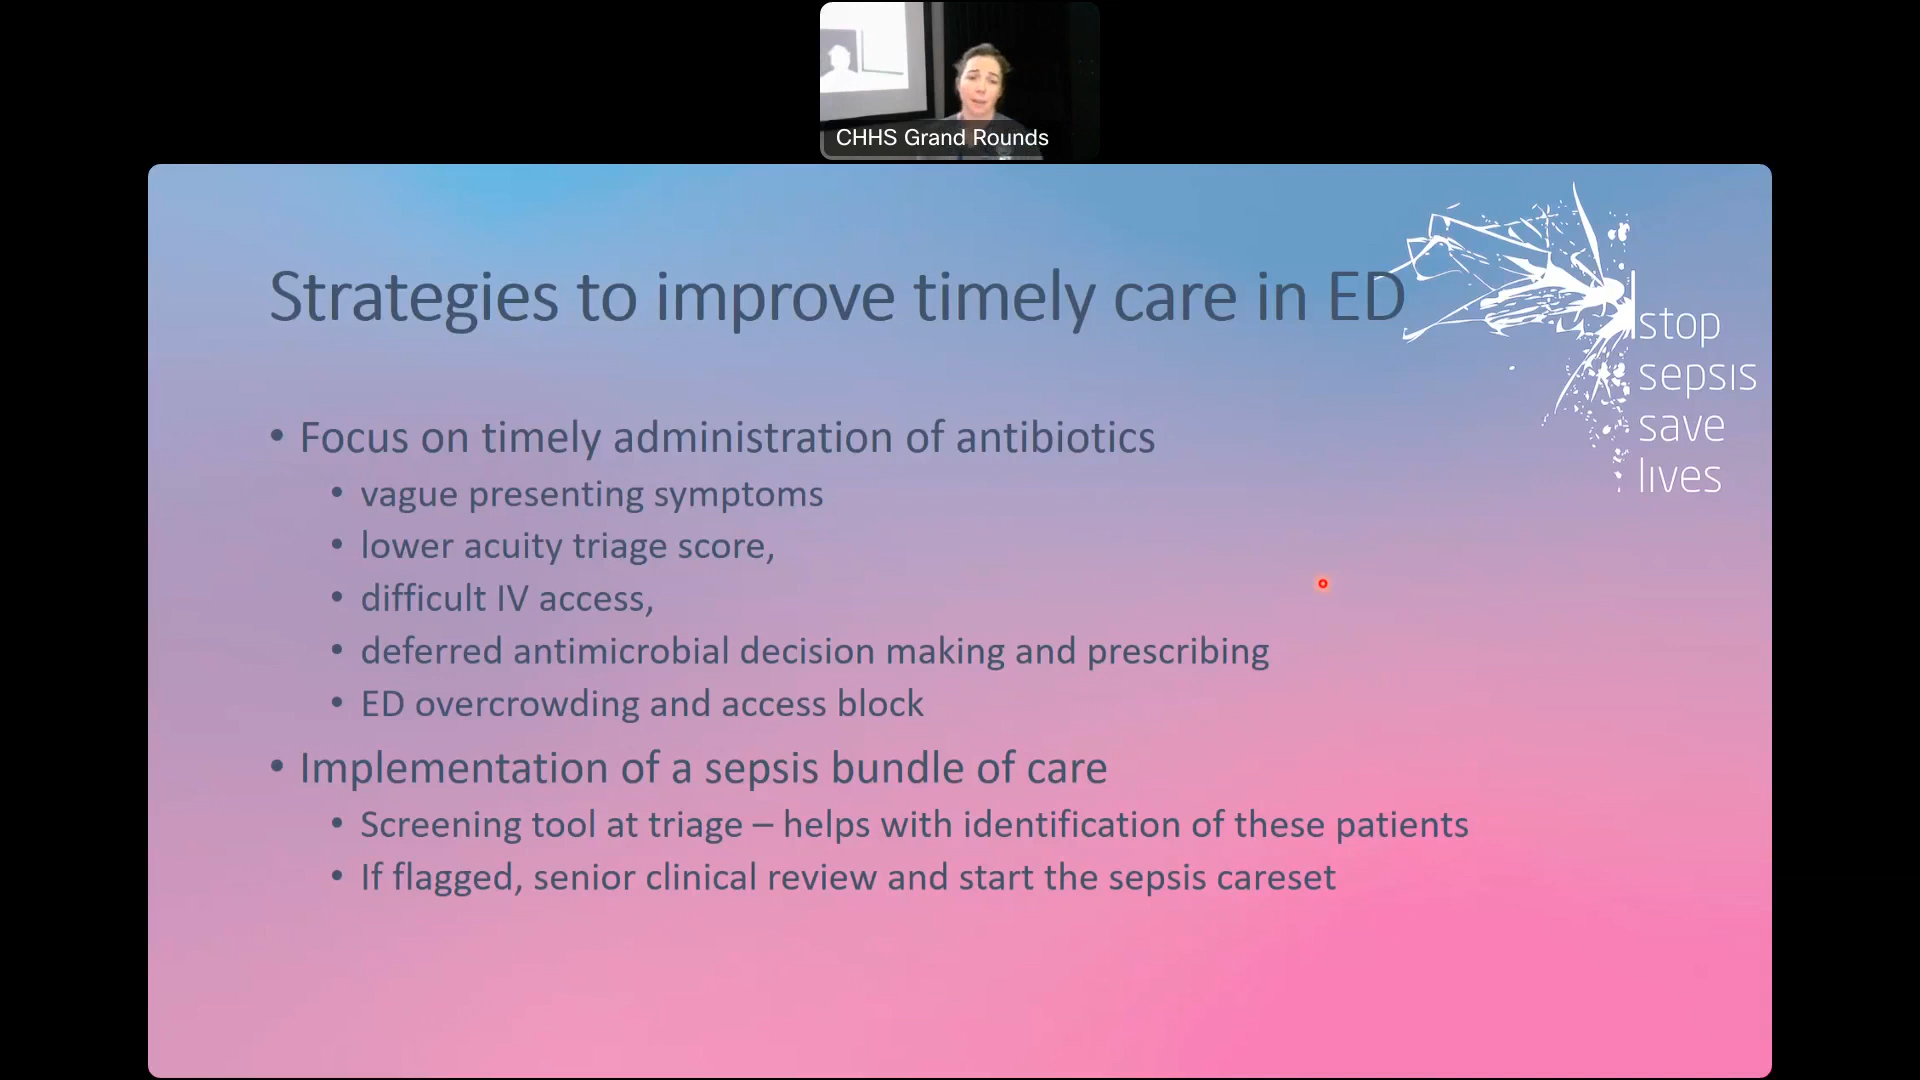 CHHS Grand Rounds
Strategies to improve timely care in ED
stop
sepsis
save
lives
• Focus on timely administration of antibiotics
• vague presenting symptoms
• lower acuity triage score,
• difficult IV access,
• deferred antimicrobial decision making and prescribing
• ED overcrowding and access block
• Implementation of a sepsis bundle of care
• Screening tool at triage – helps with identification of these patients
• If flagged, senior clinical review and start the sepsis careset